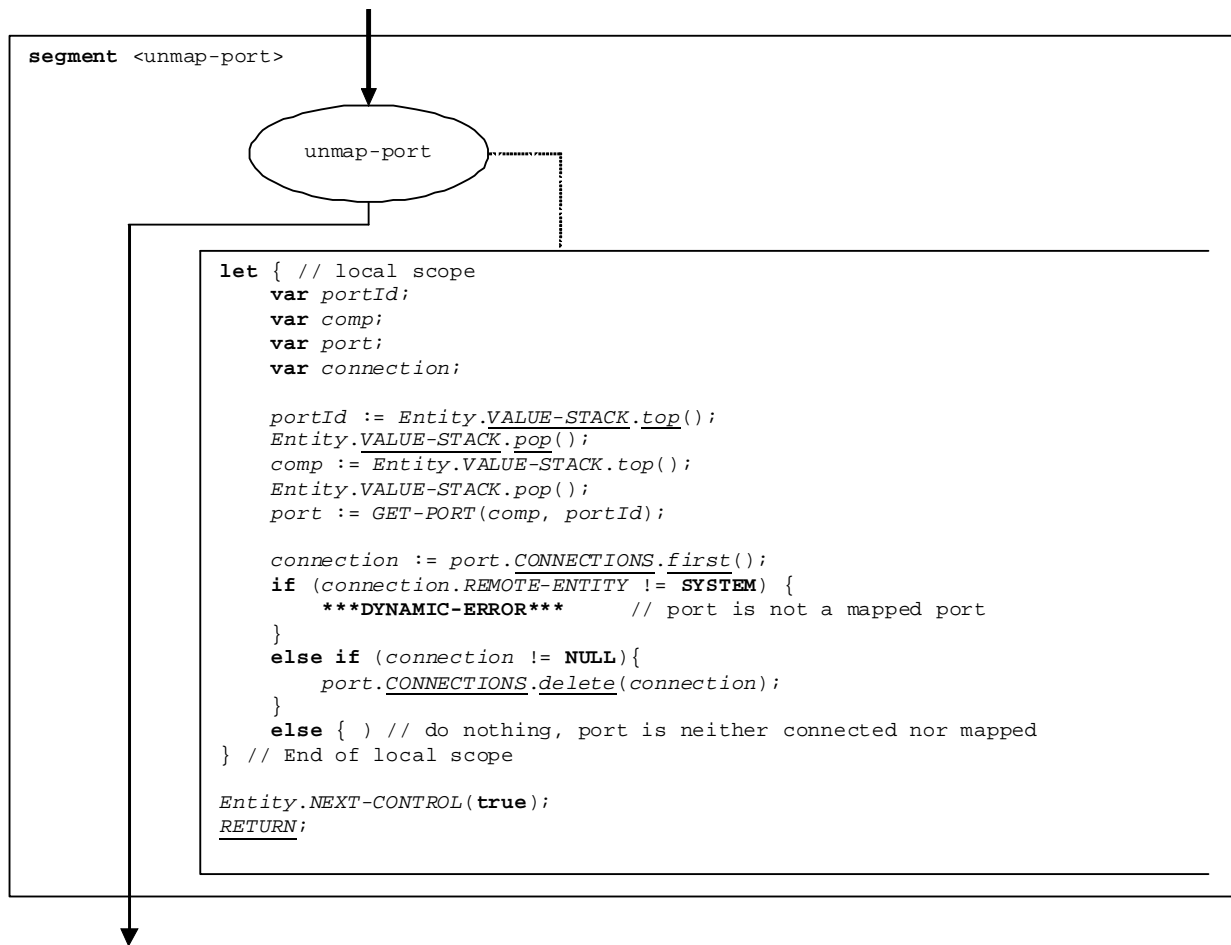 segment <unmap-port>
unmap-port
let { // local scope
    var portId;
    var comp;
    var port;
    var connection;
    portId := Entity.VALUE-STACK.top();
    Entity.VALUE-STACK.pop();
    comp := Entity.VALUE-STACK.top();
    Entity.VALUE-STACK.pop();
    port := GET-PORT(comp, portId);
    connection := port.CONNECTIONS.first();
    if (connection.REMOTE-ENTITY != SYSTEM) {
        ***DYNAMIC-ERROR***     // port is not a mapped port
    }
    else if (connection != NULL){
        port.CONNECTIONS.delete(connection);
    }
    else { ) // do nothing, port is neither connected nor mapped
} // End of local scope
Entity.NEXT-CONTROL(true);
RETURN;